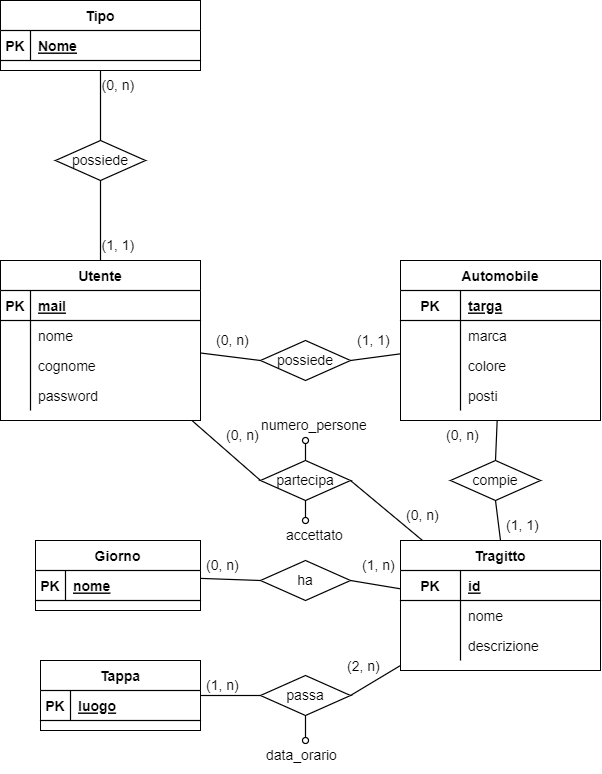 Tipo
PK Nome
(0, n)
possiede
(1, 1)
Utente
PK mail
nome
cognome
password
Automobile
PK targa
marca
colore
posti
(0, n)
possiede
(1, 1)
(0, n)
numero_persone
partecipa
accettato
(0, n)
(0, n)
compie
(1, 1)
Giorno
PK nome
(0, n)
ha
(1, n)
Tragitto
PK id
nome
descrizione
Tappa
PK luogo
(1, n)
passa
(2, n)
data_orario